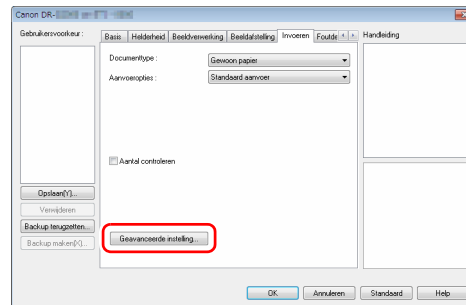 Canon DR-
Gebruikersvoorkeur :
Basis Helderheid Beeldverwerking Beeldafstelling Invoeren Foutde
Handleiding
Documenttype : Gewoon papier
Aanvoeropties : Standaard aanvoer
Aantal controleren
Opslaan(Y)...
Verwijderen
Backup terugzetten...
Backup maken(X)...
Geavanceerde instelling...
OK Annuleren Standaard Help